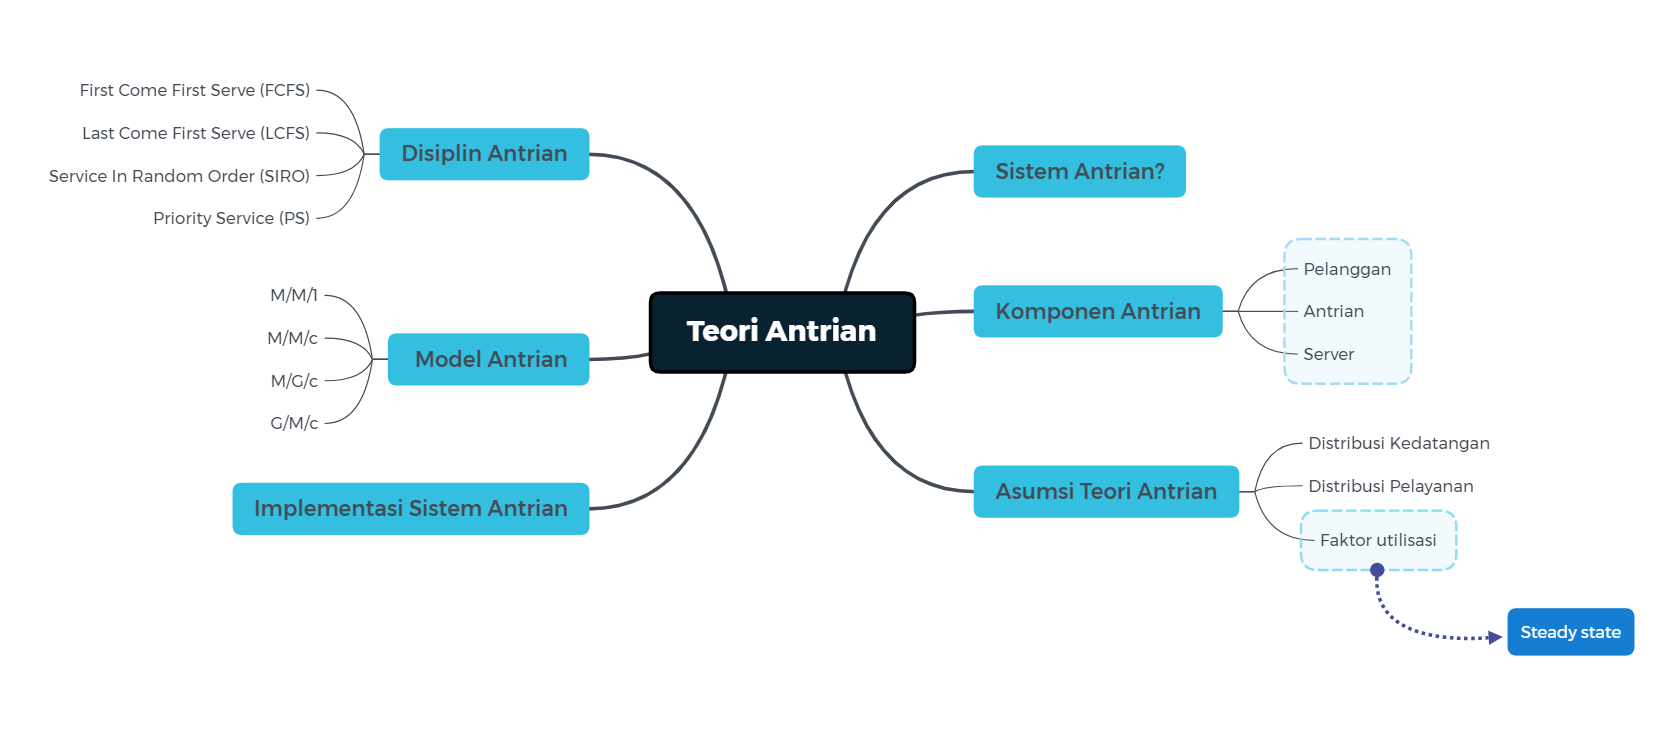 Teori Antrian
Disiplin Antrian
First Come First Serve (FCFS)
Last Come First Serve (LCFS)
Service In Random Order (SIRO)
Priority Service (PS)
Model Antrian
M/M/1
M/M/c
M/G/c
G/M/c
Implementasi Sistem Antrian
Sistem Antrian?
Komponen Antrian
Pelanggan
Antrian
Server
Asumsi Teori Antrian
Distribusi Kedatangan
Distribusi Pelayanan
Faktor utilisasi
Steady state